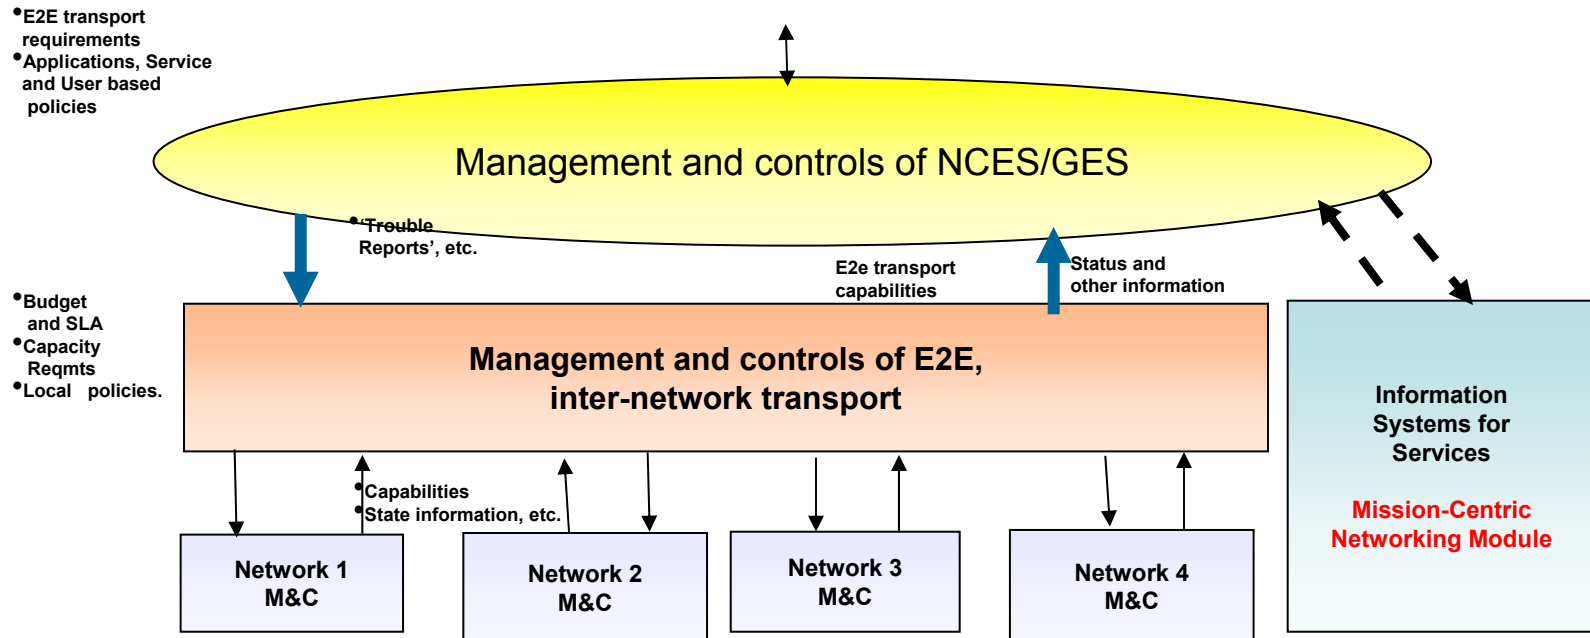 •E2E transport
requirements
•Applications, Service
and User based
policies
Management and controls of NCES/GES
•‘Trouble
Reports’, etc.
E2e transport
capabilities
Status and
other information
•Budget
and SLA
•Capacity
Reqmts
•Local policies.
Management and controls of E2E,
inter-network transport
Information
Systems for
Services
Mission-Centric
Networking Module
•Capabilities
•State information, etc.
Network 1
M&C
Network 2
M&C
Network 3
M&C
Network 4
M&C